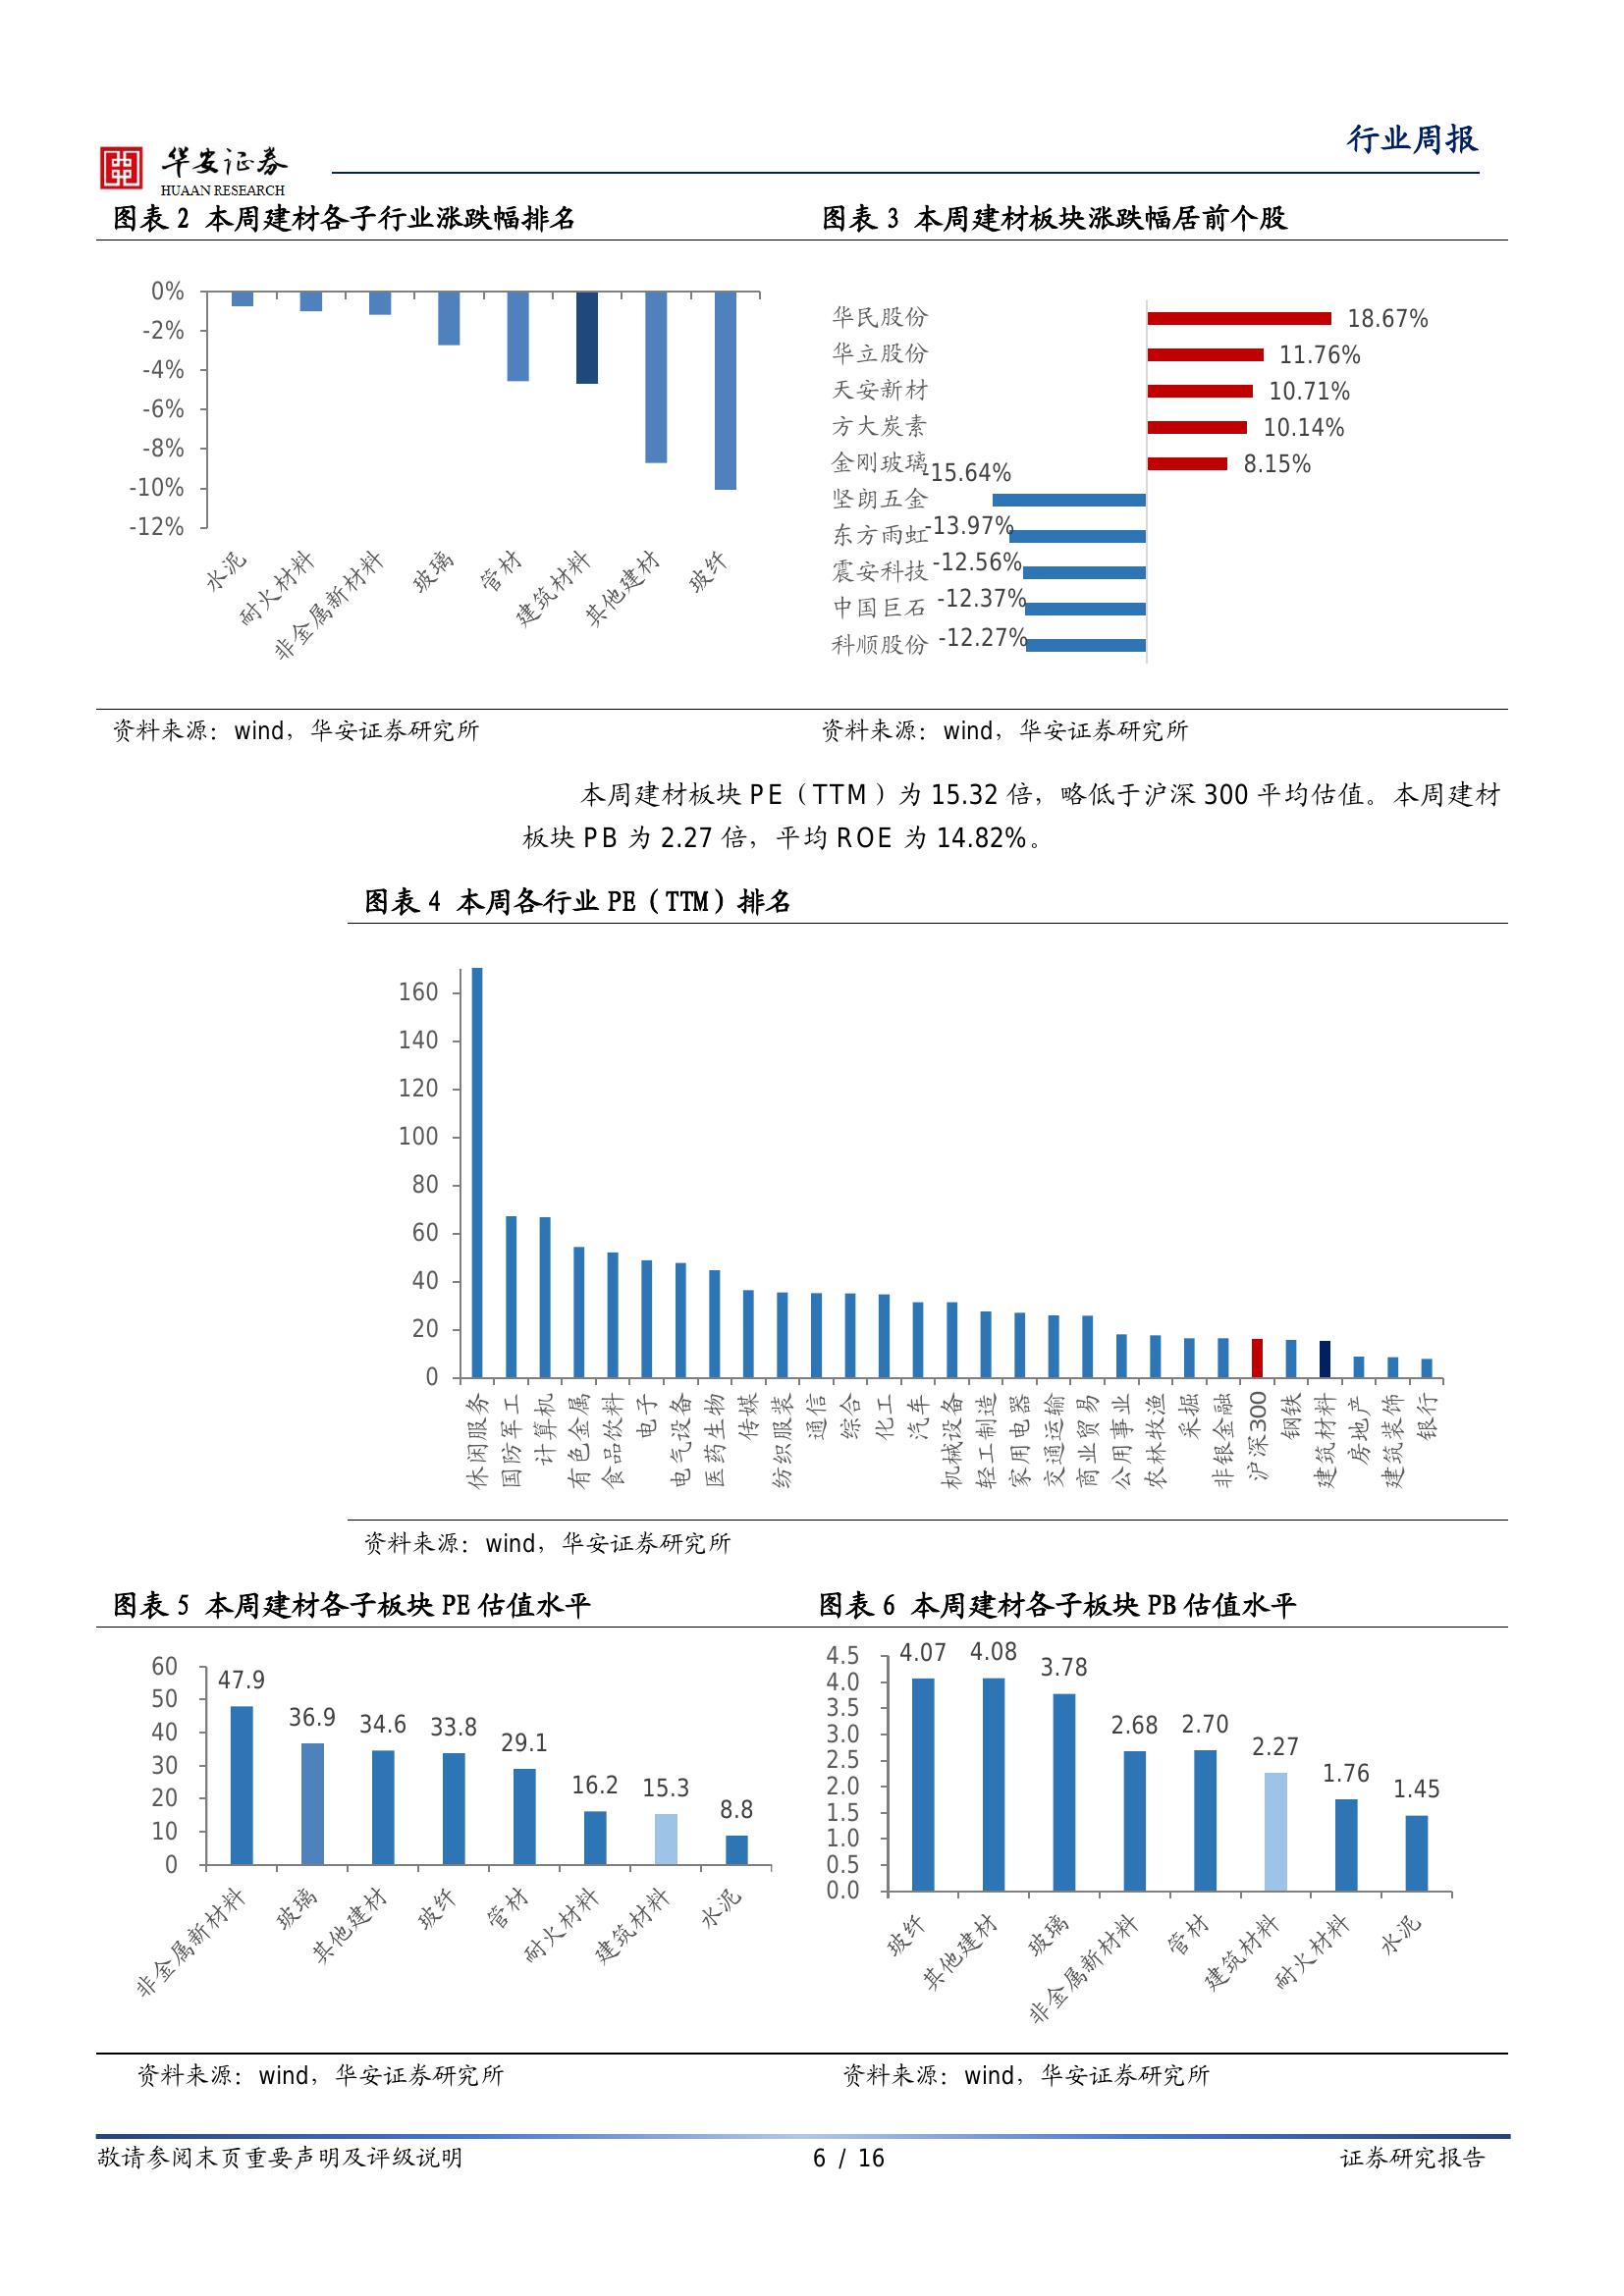 行业周报
华安证券
HUAAN RESEARCH
图表 2 本周建材各子行业涨跌幅排名
0%
-2%
-4%
-6%
-8%
-10%
-12%
水泥
耐火材料
非金属新材料
玻璃
管材
建筑材料
其他建材
玻纤
资料来源：wind，华安证券研究所
图表 3 本周建材板块涨跌幅居前个股
华民股份 18.67%
华立股份 11.76%
天安新材 10.71%
方大炭素 10.14%
金刚玻璃 8.15%
坚朗五金 -15.64%
东方雨虹 -13.97%
震安科技 -12.56%
中国巨石 -12.37%
科顺股份 -12.27%
资料来源：wind，华安证券研究所
本周建材板块 PE（TTM）为 15.32 倍，略低于沪深 300 平均估值。本周建材
板块 PB 为 2.27 倍，平均 ROE 为 14.82%。
图表 4 本周各行业 PE（TTM）排名
160
140
120
100
80
60
40
20
0
休闲服务
国防军工
计算机
有色金属
食品饮料
电子
电气设备
医药生物
传媒
纺织服装
通信
综合
化工
汽车
机械设备
轻工制造
家用电器
交通运输
商业贸易
公用事业
农林牧渔
采掘
非银金融
沪深300
钢铁
建筑材料
房地产
建筑装饰
银行
资料来源：wind，华安证券研究所
图表 5 本周建材各子板块 PE 估值水平
60
50
40
30
20
10
0
47.9
36.9
34.6
33.8
29.1
16.2
15.3
8.8
非金属新材料
玻璃
其他建材
玻纤
管材
耐火材料
建筑材料
水泥
资料来源：wind，华安证券研究所
图表 6 本周建材各子板块 PB 估值水平
4.5
4.0
3.5
3.0
2.5
2.0
1.5
1.0
0.5
0.0
4.07
4.08
3.78
2.68
2.70
2.27
1.76
1.45
玻纤
其他建材
玻璃
非金属新材料
管材
建筑材料
耐火材料
水泥
资料来源：wind，华安证券研究所
敬请参阅末页重要声明及评级说明
6 / 16
证券研究报告